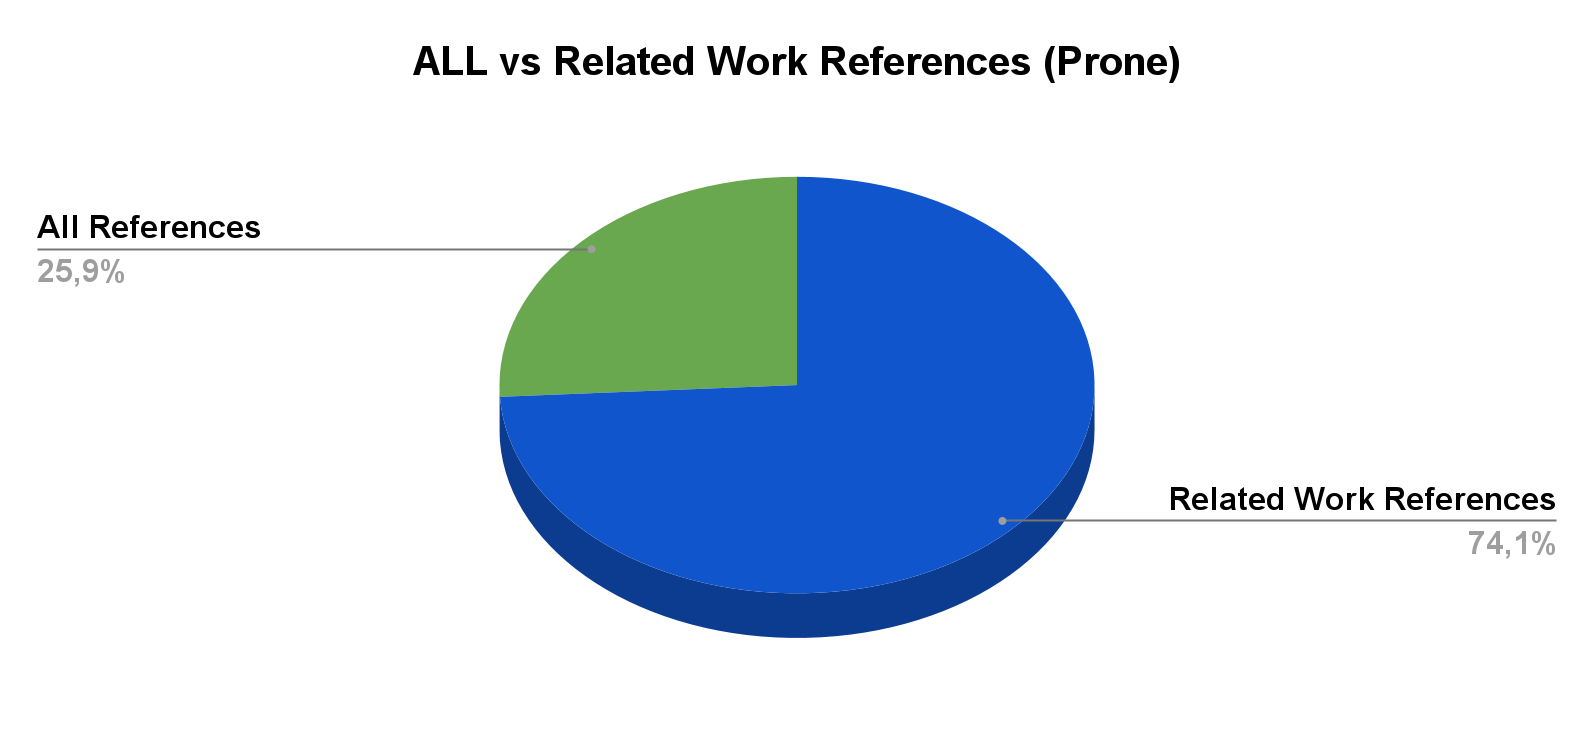 ALL vs Related Work References (Prone)
All References
25,9%
Related Work References
74,1%